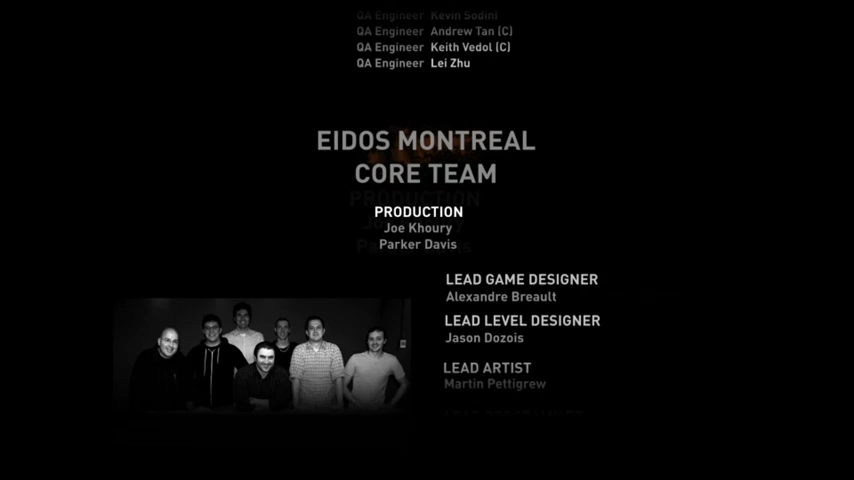 QA Engineer Kevin Sodini
QA Engineer Andrew Tan (C)
QA Engineer Keith Vedol (C)
QA Engineer Lei Zhu
EIDOS MONTREAL
CORE TEAM
PRODUCTION
Joe Khoury
Parker Davis
LEAD GAME DESIGNER
Alexandre Breault
LEAD LEVEL DESIGNER
Jason Dozois
LEAD ARTIST
Martin Pettigrew